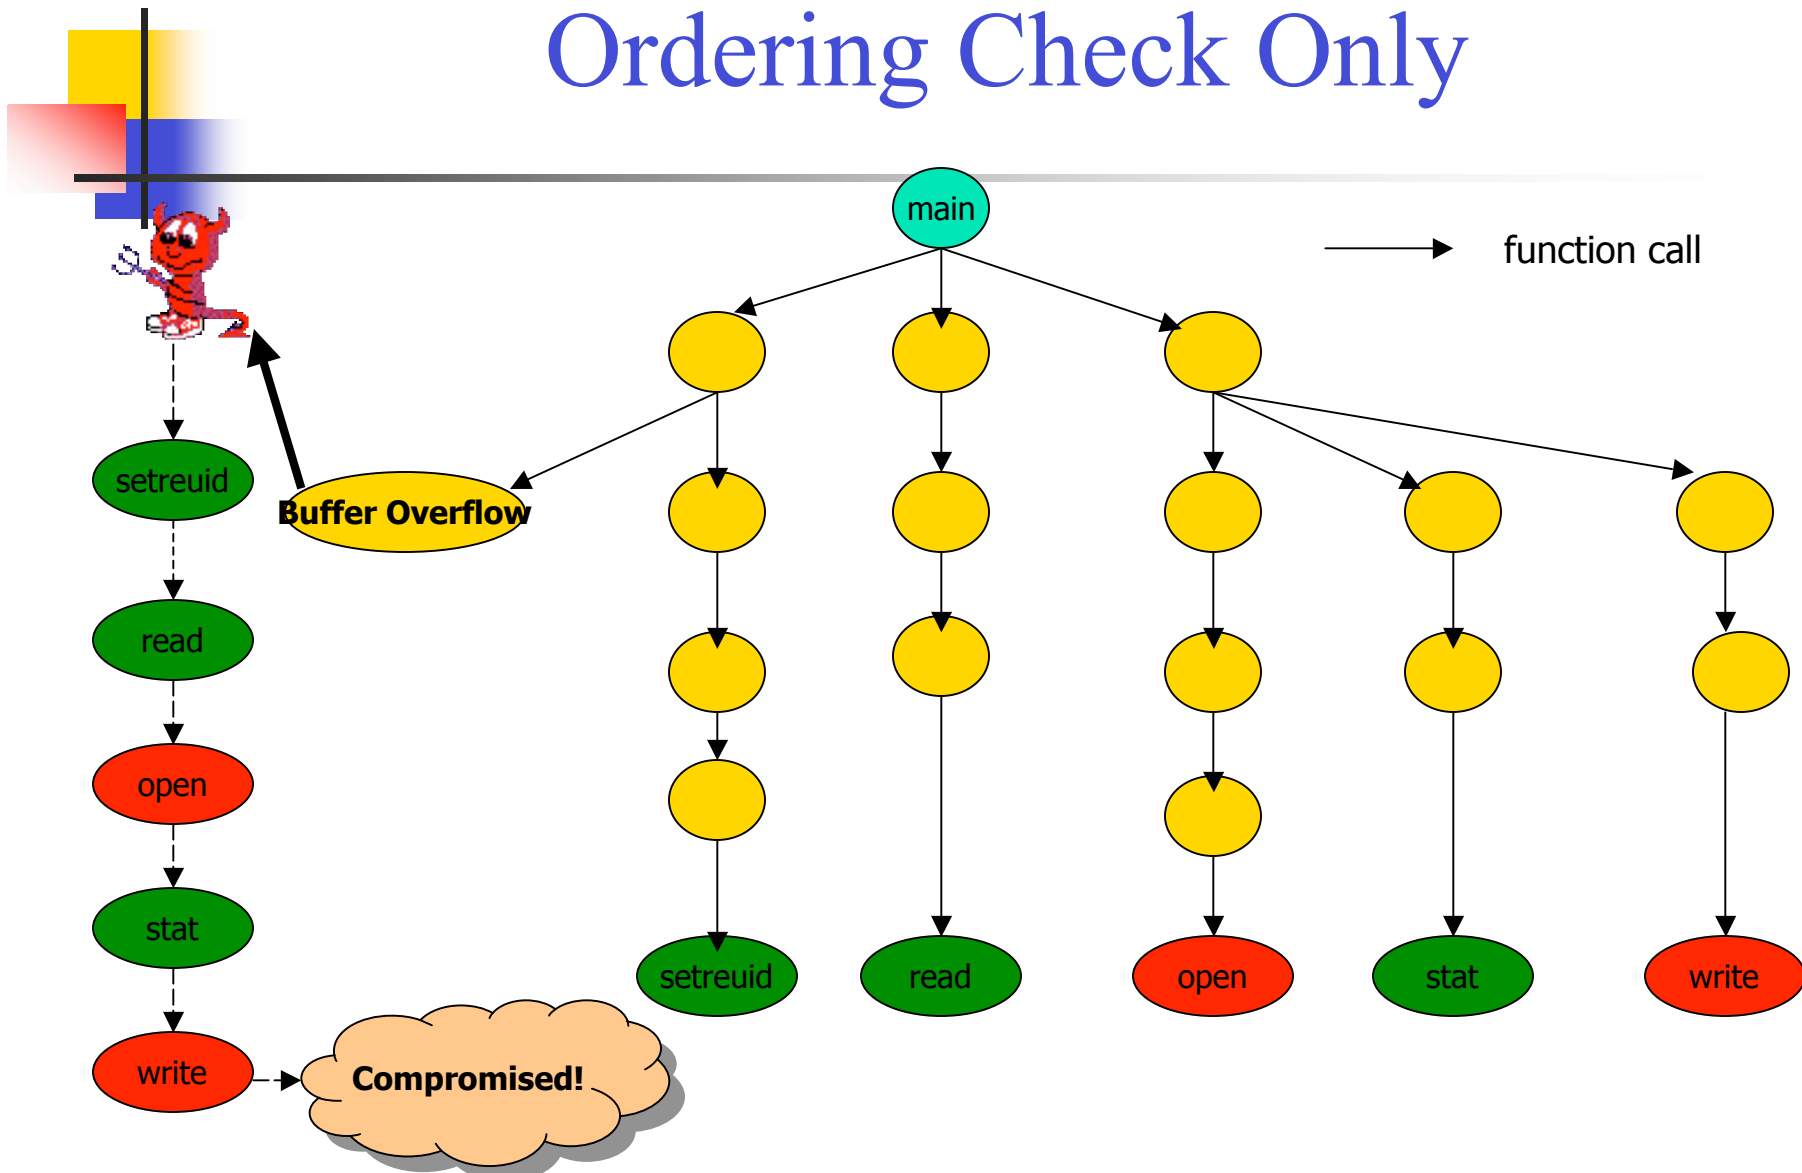 Ordering Check Only
main
function call
setreuid
Buffer Overflow
read
open
stat
setreuid
read
open
stat
write
write
Compromised!